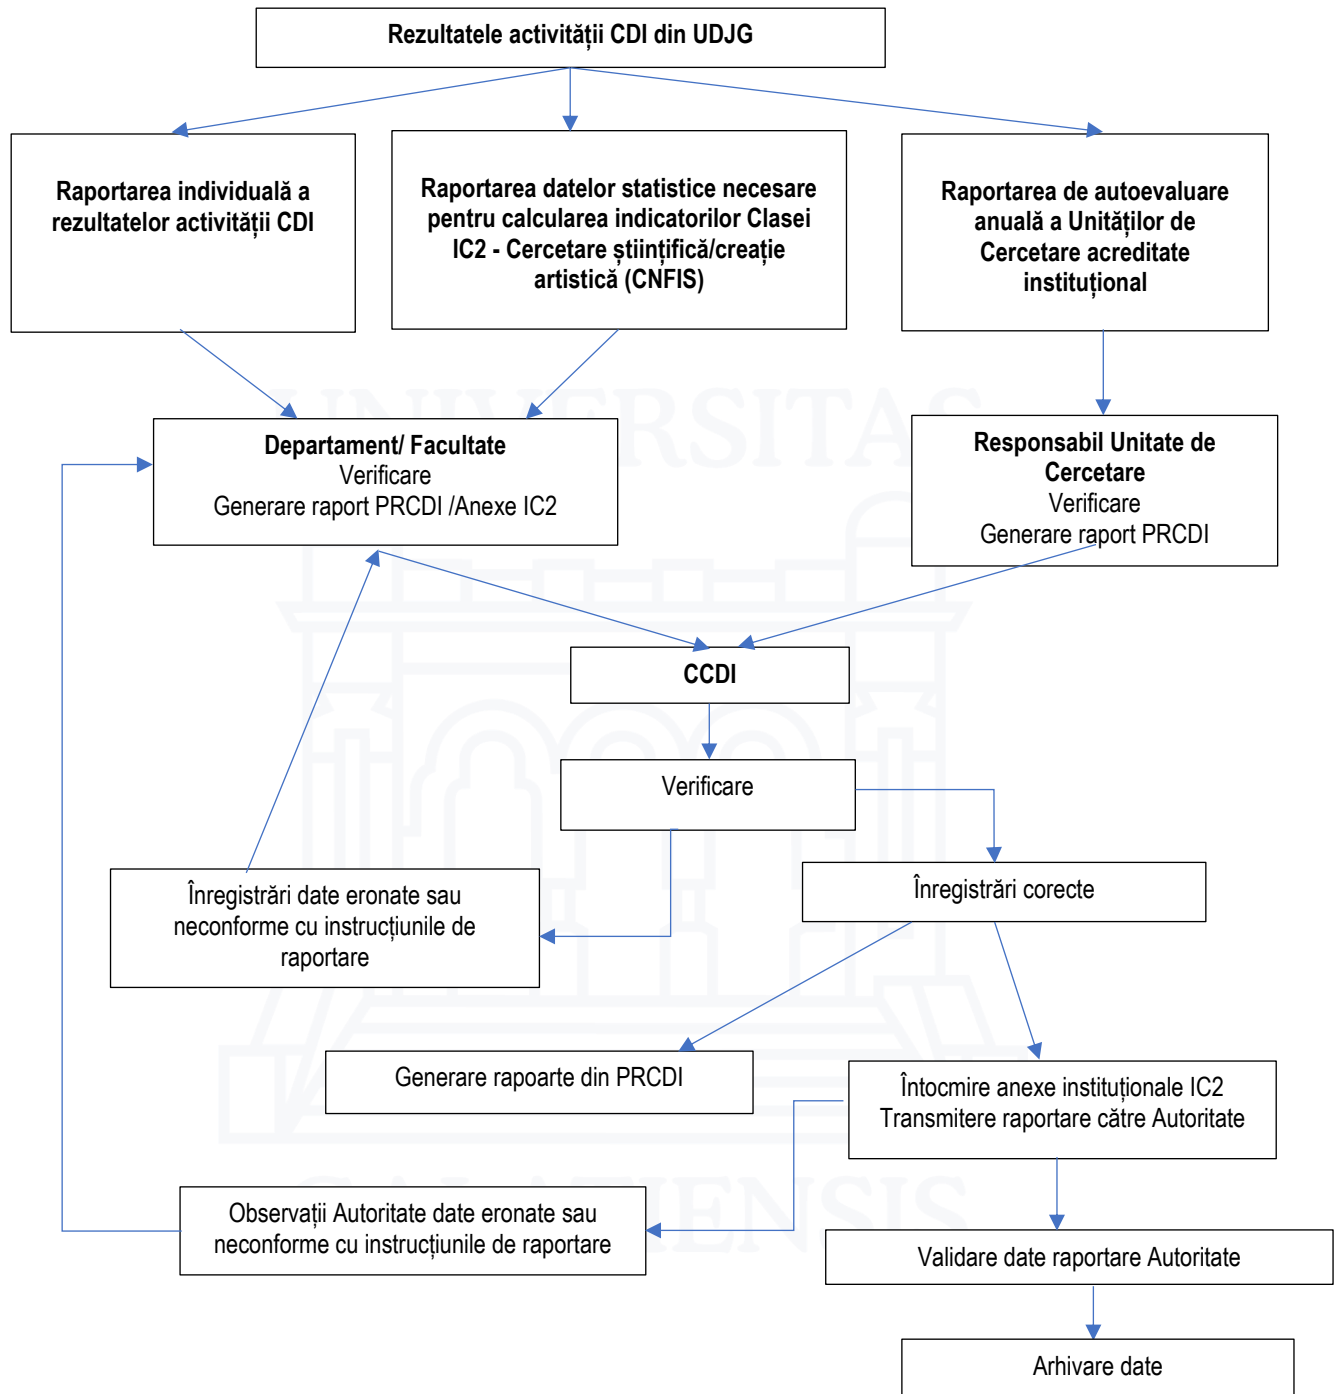 Rezultatele activității CDI din UDJG
Raportarea individuală a
rezultatelor activității CDI
Raportarea datelor statistice necesare
pentru calcularea indicatorilor Clasei
IC2 - Cercetare științifică/creație
artistică (CNFIS)
Raportarea de autoevaluare
anuală a Unităților de
Cercetare acreditate
instituțional
UNIVERSITAS
Departament/ Facultate
Verificare
Generare raport PRCDI /Anexe IC2
Responsabil Unitate de
Cercetare
Verificare
Generare raport PRCDI
CCDI
Verificare
Înregistrări date eronate sau
neconforme cu instrucțiunile de
raportare
Înregistrări corecte
Generare rapoarte din PRCDI
Întocmire anexe instituționale IC2
Transmitere raportare către Autoritate
GALATIENSIS
Observații Autoritate date eronate sau
neconforme cu instrucțiunile de raportare
Validare date raportare Autoritate
Arhivare date